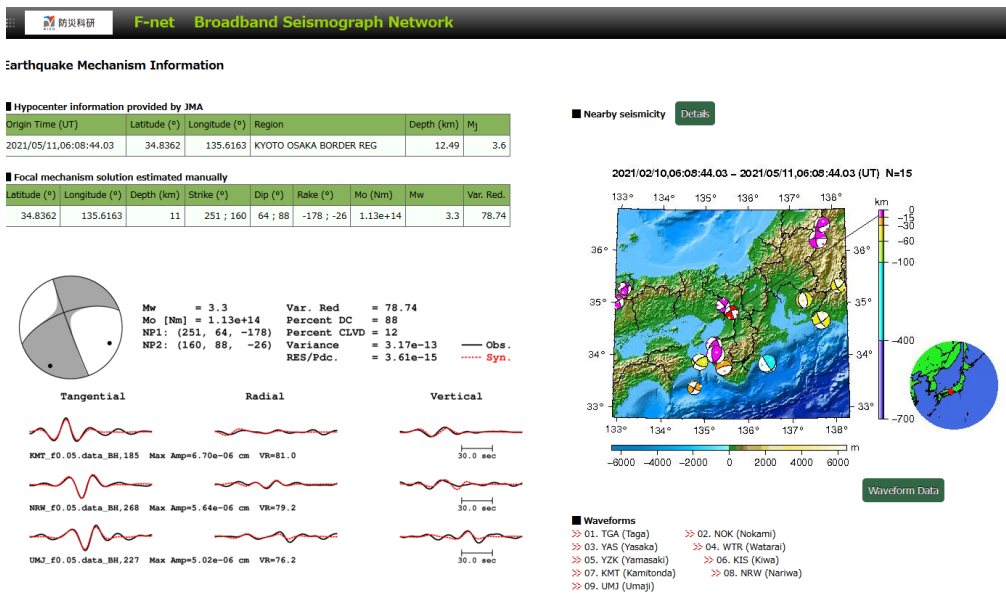 防災科研
NIED
F-net Broadband Seismograph Network
Earthquake Mechanism Information
Hypocenter information provided by JMA
Origin Time (UT) Latitude (º) Longitude (º) Region Depth (km) Mj
2021/05/11,06:08:44.03 34.8362 135.6163 KYOTO OSAKA BORDER REG 12.49 3.6
Focal mechanism solution estimated manually
Latitude (º) Longitude (º) Depth (km) Strike (º) Dip (º) Rake (º) Mo (Nm) Mw Var. Red.
34.8362 135.6163 11 251 ; 160 64 ; 88 -178 ; -26 1.13e+14 3.3 78.74
Mw = 3.3 Var. Red = 78.74
Mo [Nm] = 1.13e+14 Percent DC = 88
NP1: (251, 64, -178) Percent CLVD = 12
NP2: (160, 88, -26) Variance = 3.17e-13 Obs.
RES/Pdc. = 3.61e-15 Syn.
Tangential Radial Vertical
30.0 sec
KMT_f0.05.data_BH,185 Max Amp=6.70e-06 cm VR=81.0
30.0 sec
NRW_f0.05.data_BH,268 Max Amp=5.64e-06 cm VR=79.2
30.0 sec
UMJ_f0.05.data_BH,227 Max Amp=5.02e-06 cm VR=76.2
Nearby seismicity Details
2021/02/10,06:08:44.03 – 2021/05/11,06:08:44.03 (UT) N=15
133° 134° 135° 136° 137° 138°
km
0
−15
−30
−60
−100
−400
−700
36° 36°
35° 35°
34° 34°
33° 33°
133° 134° 135° 136° 137° 138°
m
−6000 −4000 −2000 0 2000 4000 6000
Waveform Data
Waveforms
>> 01. TGA (Taga) >> 02. NOK (Nokami)
>> 03. YAS (Yasaka) >> 04. WTR (Watarai)
>> 05. YZK (Yamasaki) >> 06. KIS (Kiwa)
>> 07. KMT (Kamitonda) >> 08. NRW (Nariwa)
>> 09. UMJ (Umaji)